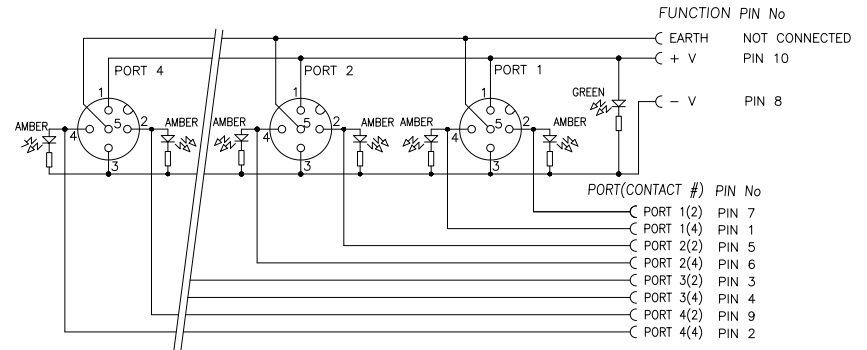 FUNCTION PIN No
EARTH NOT CONNECTED
+ V PIN 10
PORT 4 PORT 2 PORT 1
GREEN
1 1 1
- V PIN 8
AMBER 4 5 2 AMBER AMBER 4 5 2 AMBER AMBER 4 5 2 AMBER
3 3 3
PORT(CONTACT #) PIN No
PORT 1(2) PIN 7
PORT 1(4) PIN 1
PORT 2(2) PIN 5
PORT 2(4) PIN 6
PORT 3(2) PIN 3
PORT 3(4) PIN 4
PORT 4(2) PIN 9
PORT 4(4) PIN 2